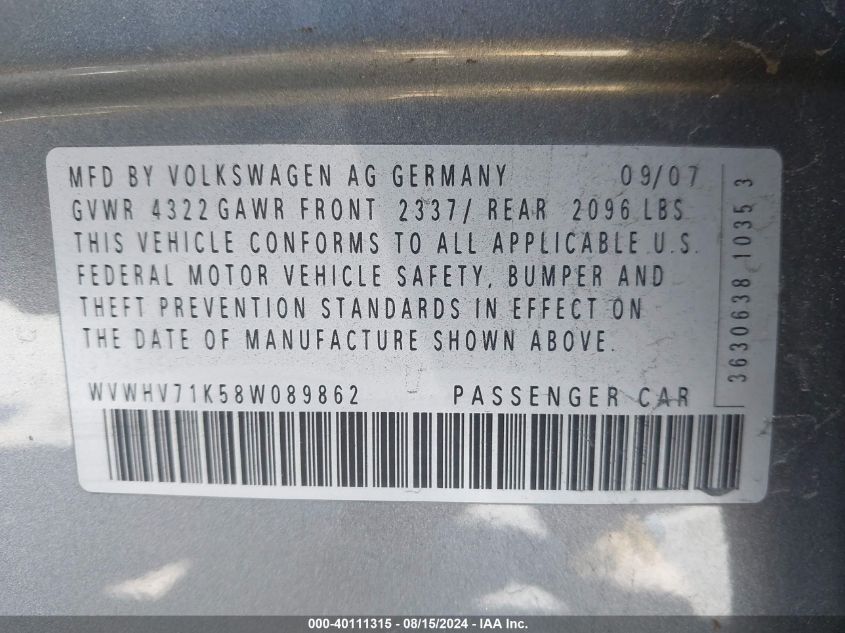 MFD BY VOLKSWAGEN AG GERMANY 09/07
GVWR 4322 GAWR FRONT 2337/ REAR 2096 LBS
THIS VEHICLE CONFORMS TO ALL APPLICABLE U.S.
FEDERAL MOTOR VEHICLE SAFETY, BUMPER AND
THEFT PREVENTION STANDARDS IN EFFECT ON
THE DATE OF MANUFACTURE SHOWN ABOVE.
WVWHV71K58W089862 PASSENGER CAR
3630638 1035 3
000-40111315 - 08/15/2024 - IAA Inc.